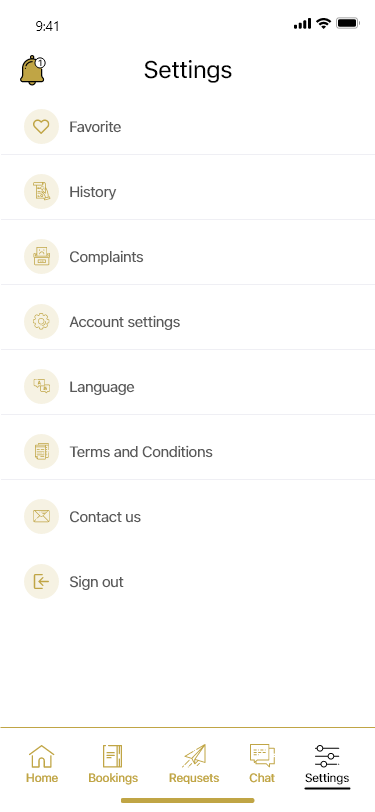 9:41
1
Settings
Favorite
History
Complaints
Account settings
Language
Terms and Conditions
Contact us
Sign out
Home
Bookings
Requsets
Chat
Settings